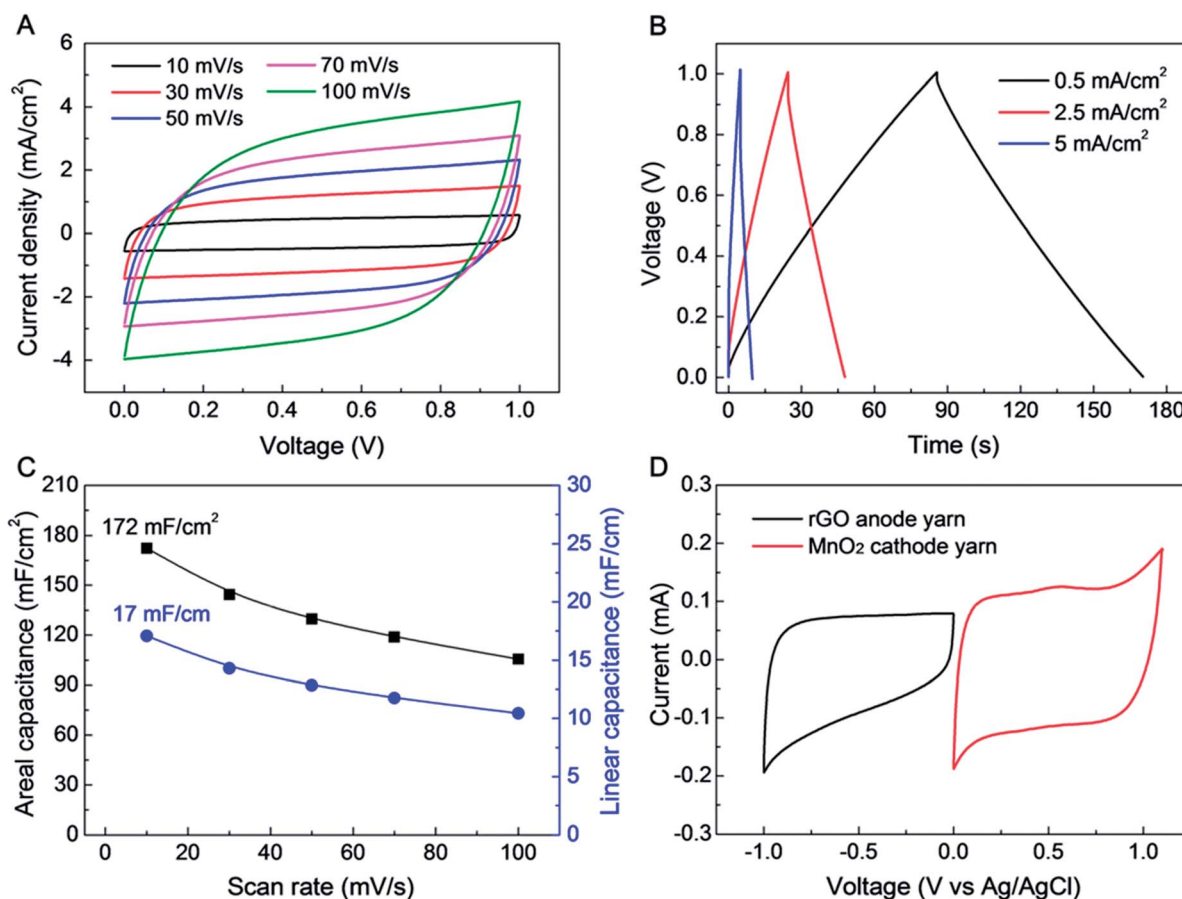 A
6
4
2
0
-2
-4
Current density (mA/cm²)
10 mV/s
30 mV/s
50 mV/s
70 mV/s
100 mV/s
0.0 0.2 0.4 0.6 0.8 1.0
Voltage (V)
B
1.0
0.8
0.6
0.4
0.2
0.0
Voltage (V)
0.5 mA/cm²
2.5 mA/cm²
5 mA/cm²
0 30 60 90 120 150 180
Time (s)
C
210
180
150
120
90
60
30
0
Areal capacitance (mF/cm²)
172 mF/cm²
17 mF/cm
30
25
20
15
10
5
0
Linear capacitance (mF/cm)
0 20 40 60 80 100
Scan rate (mV/s)
D
0.3
0.2
0.1
0.0
-0.1
-0.2
-0.3
Current (mA)
rGO anode yarn
MnO₂ cathode yarn
-1.0 -0.5 0.0 0.5 1.0
Voltage (V vs Ag/AgCl)